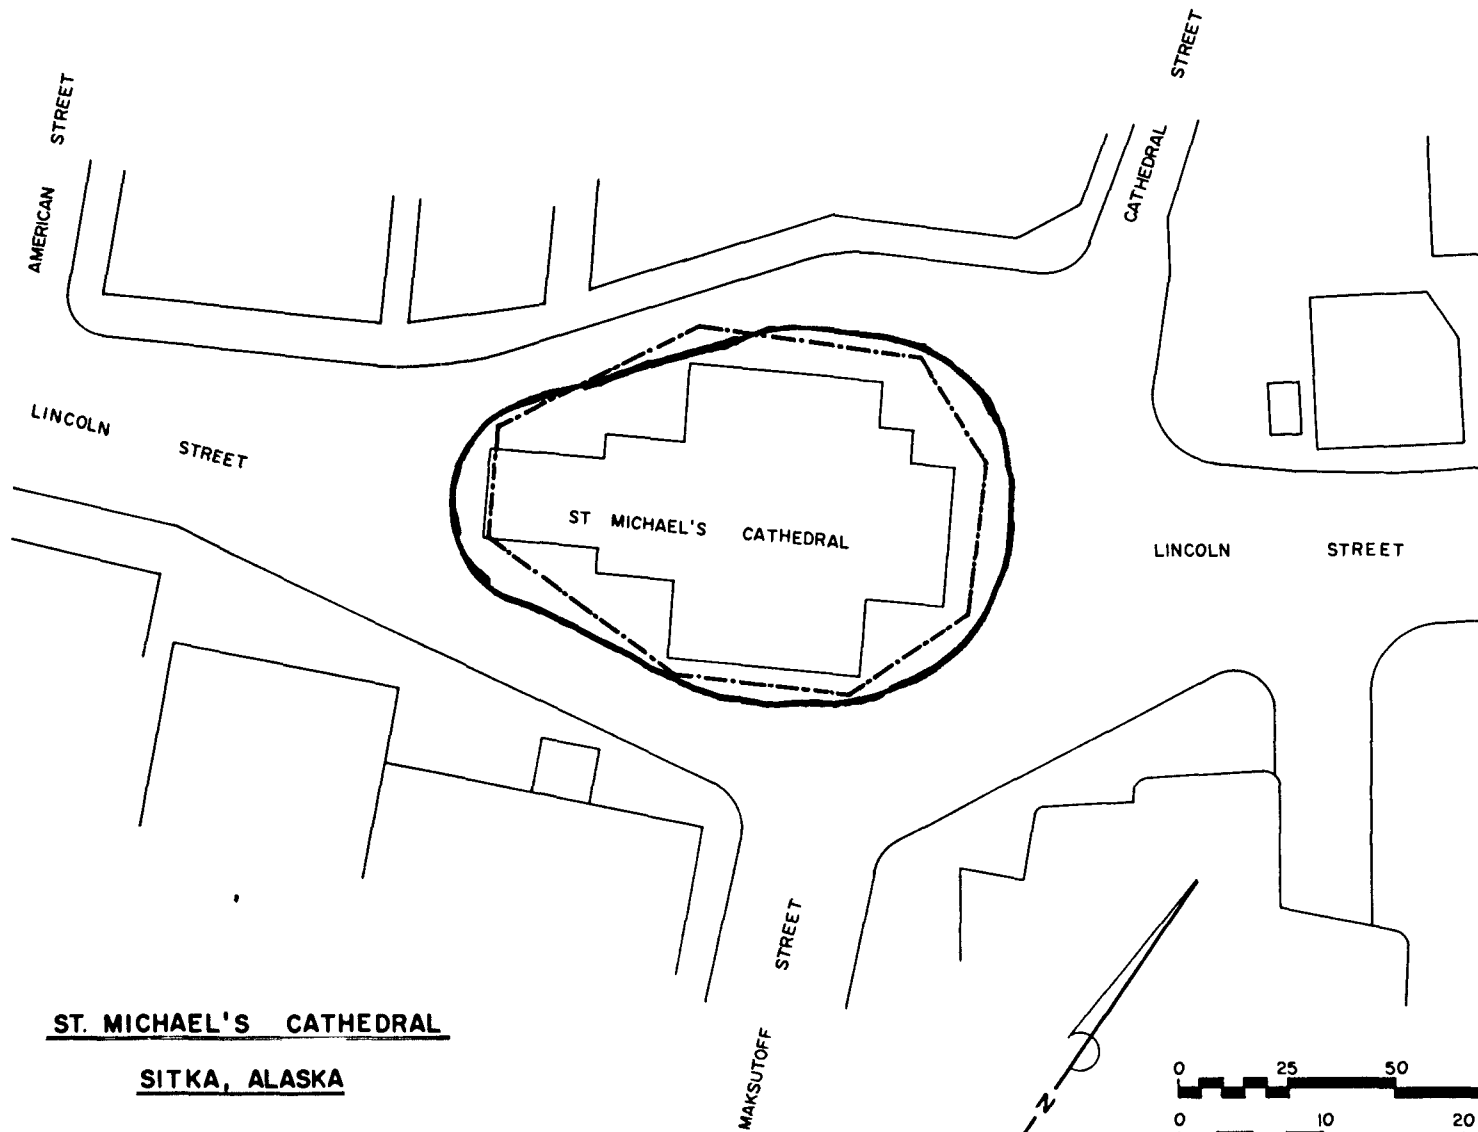 AMERICAN STREET
CATHEDRAL STREET
LINCOLN STREET
ST MICHAEL'S CATHEDRAL
LINCOLN STREET
MAKSUTOFF STREET
ST. MICHAEL'S CATHEDRAL
SITKA, ALASKA
N
0 25 50
0 10 20